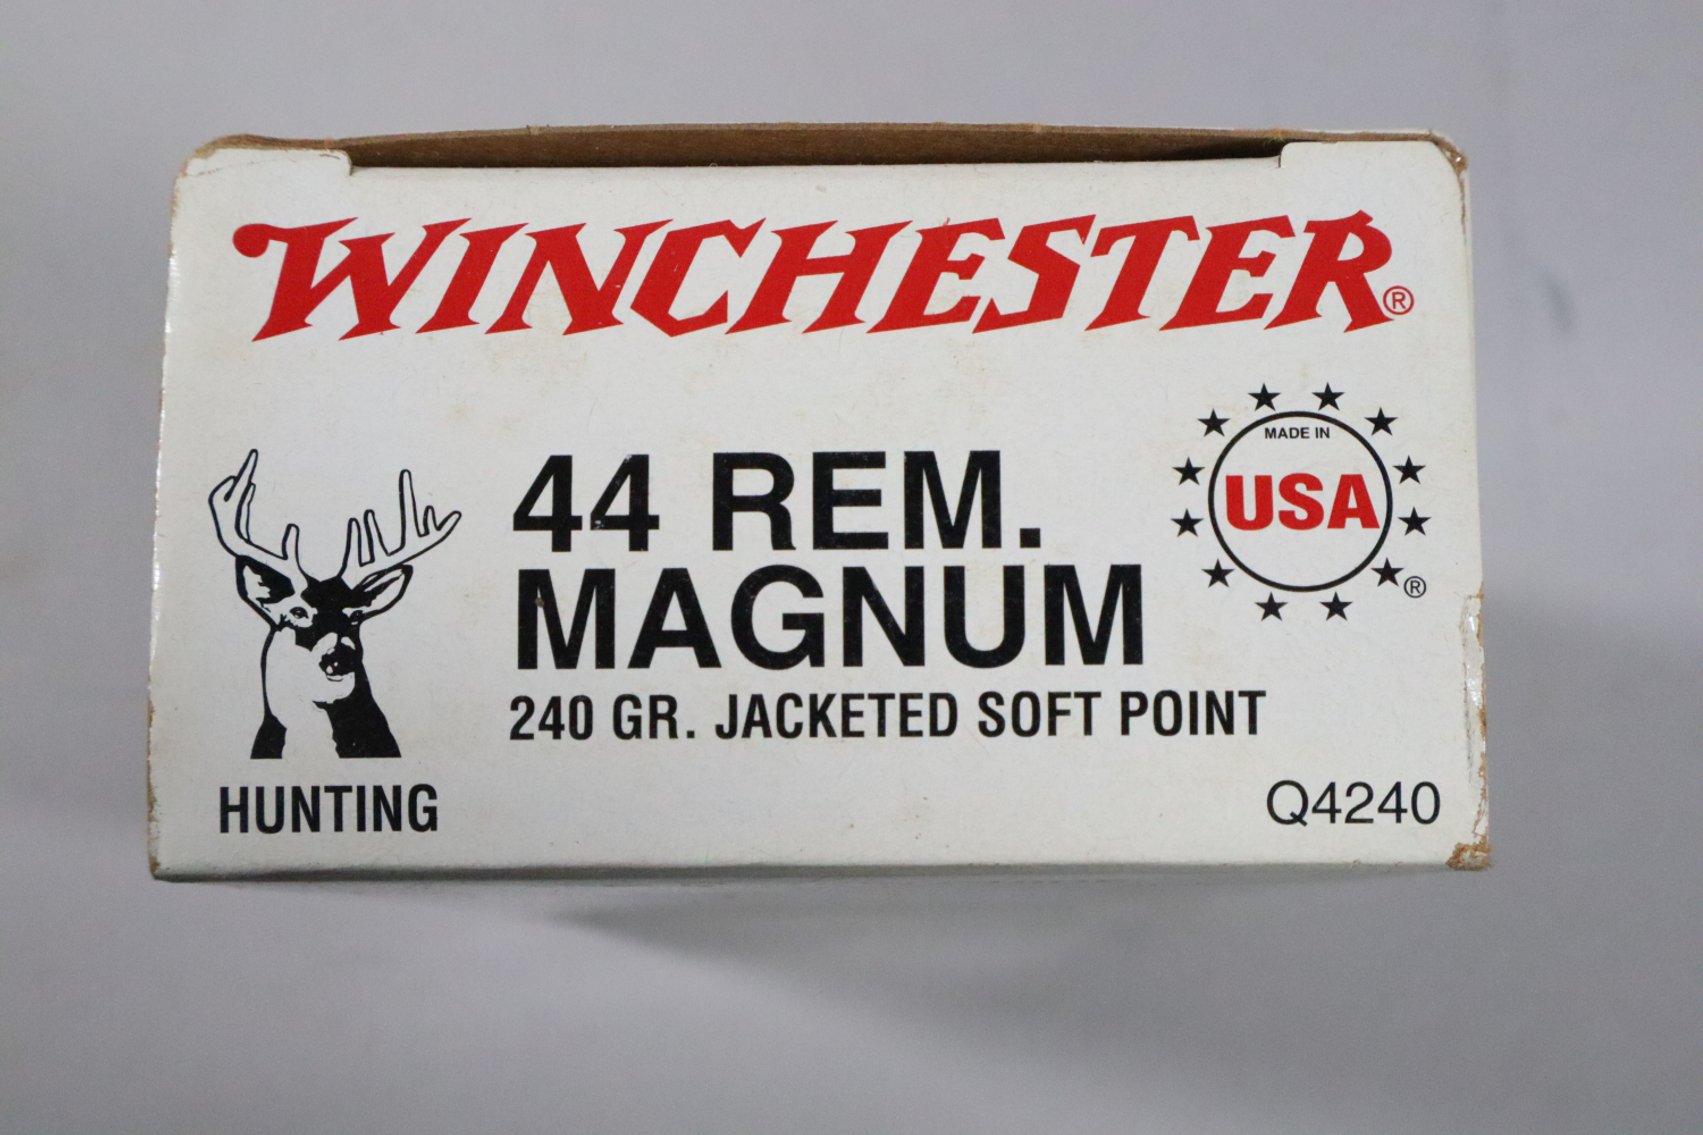 WINCHESTER®
MADE IN
USA
®
44 REM.
MAGNUM
240 GR. JACKETED SOFT POINT
HUNTING
Q4240